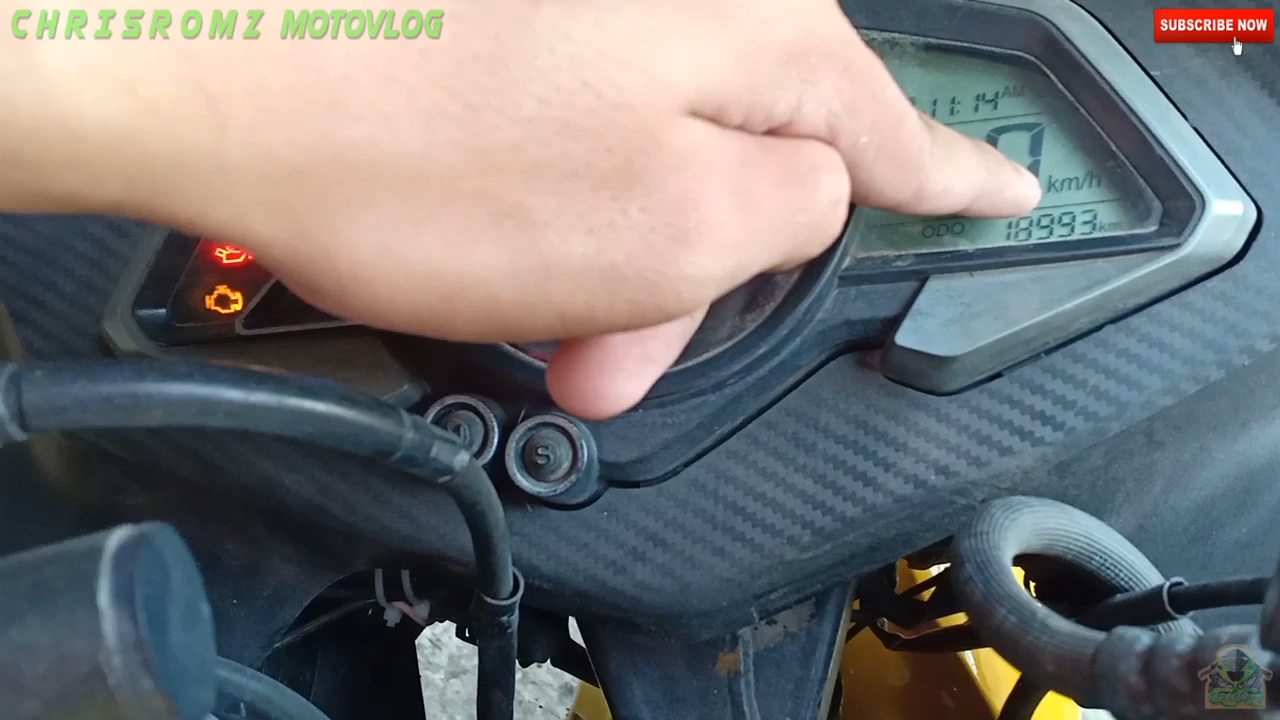 CHRISROMZ MOTOVLOG
SUBSCRIBE NOW
11:14 AM
0 km/h
ODO 18993 km
S